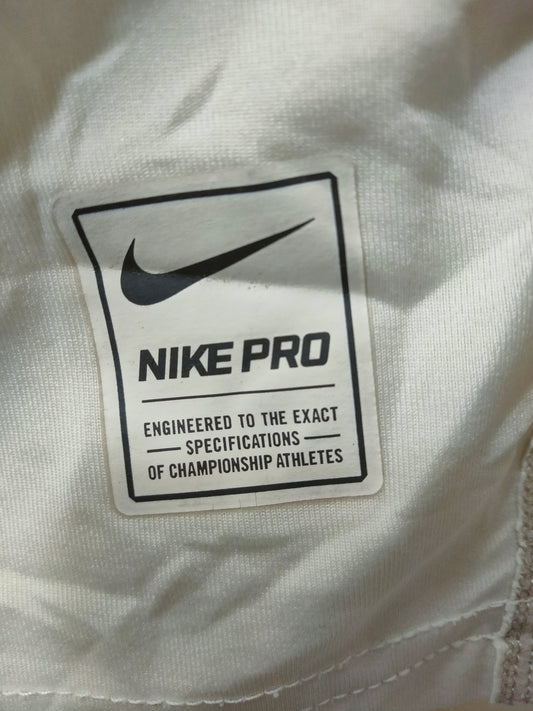 NIKE PRO
ENGINEERED TO THE EXACT
SPECIFICATIONS
OF CHAMPIONSHIP ATHLETES